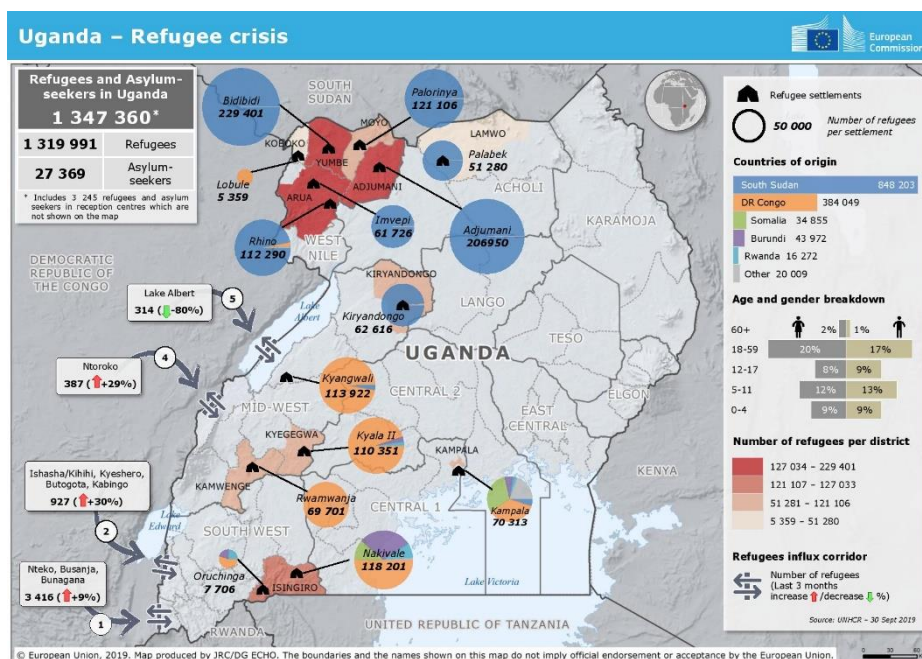 Uganda – Refugee crisis
European
Commission
Refugees and Asylum-
seekers in Uganda
1 347 360*
1 319 991 Refugees
27 369 Asylum-
seekers
* Includes 3 245 refugees and asylum
seekers in reception centres which
are not shown on the map
SOUTH
SUDAN
Bidibidi
229 401
Palorinya
121 106
MOYO
KOBOKO
YUMBE
LAMWO
Palabek
51 280
Lobule
5 359
ARUA
ADJUMANI
ACHOLI
KARAMOJA
Imvepi
61 726
Adjumani
206950
Rhino
112 290
WEST
NILE
DEMOCRATIC
REPUBLIC OF
THE CONGO
KIRYANDONGO
Kiryandongo
62 616
LANGO
Lake Albert
314 (-80%)
5
Lake
Albert
TESO
UGANDA
Ntoroko
387 (+29%)
4
Kyangwali
113 922
CENTRAL 2
MID-WEST
ELGON
EAST
CENTRAL
KYEGEGWA
Kyala II
110 351
KAMPALA
KENYA
KAMWENGE
Rwamwanja
69 701
CENTRAL 1
Kampala
70 313
Ishasha/Kihihi, Kyeshero,
Butogota, Kabingo
927 (+30%)
2
Lake
Edward
SOUTH WEST
Nakivale
118 201
Oruchinga
7 706
ISINGIRO
Lake Victoria
Nteko, Busanja,
Bunagana
3 416 (+9%)
1
RWANDA
UNITED REPUBLIC OF TANZANIA
Refugee settlements
50 000 Number of refugees
per settlement
Countries of origin
South Sudan 848 203
DR Congo 384 049
Somalia 34 855
Burundi 43 972
Rwanda 16 272
Other 20 009
Age and gender breakdown
60+ 2% 1%
18-59 20% 17%
12-17 8% 9%
5-11 12% 13%
0-4 9% 9%
Number of refugees per district
127 034 – 229 401
121 107 – 127 033
51 281 – 121 106
5 359 – 51 280
Refugees influx corridor
Number of refugees
(Last 3 months
increase /decrease %)
Source: UNHCR – 30 Sept 2019
© European Union, 2019. Map produced by JRC/DG ECHO. The boundaries and the names shown on this map do not imply official endorsement or acceptance by the European Union.